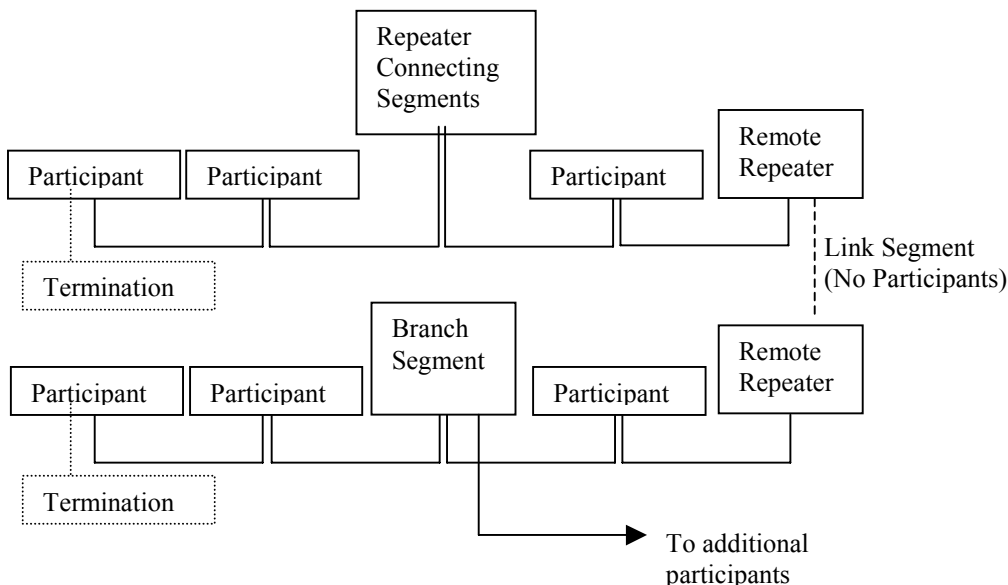 Repeater
Connecting
Segments
Remote
Repeater
Participant
Participant
Participant
Link Segment
(No Participants)
Termination
Branch
Segment
Remote
Repeater
Participant
Participant
Participant
Termination
To additional
participants